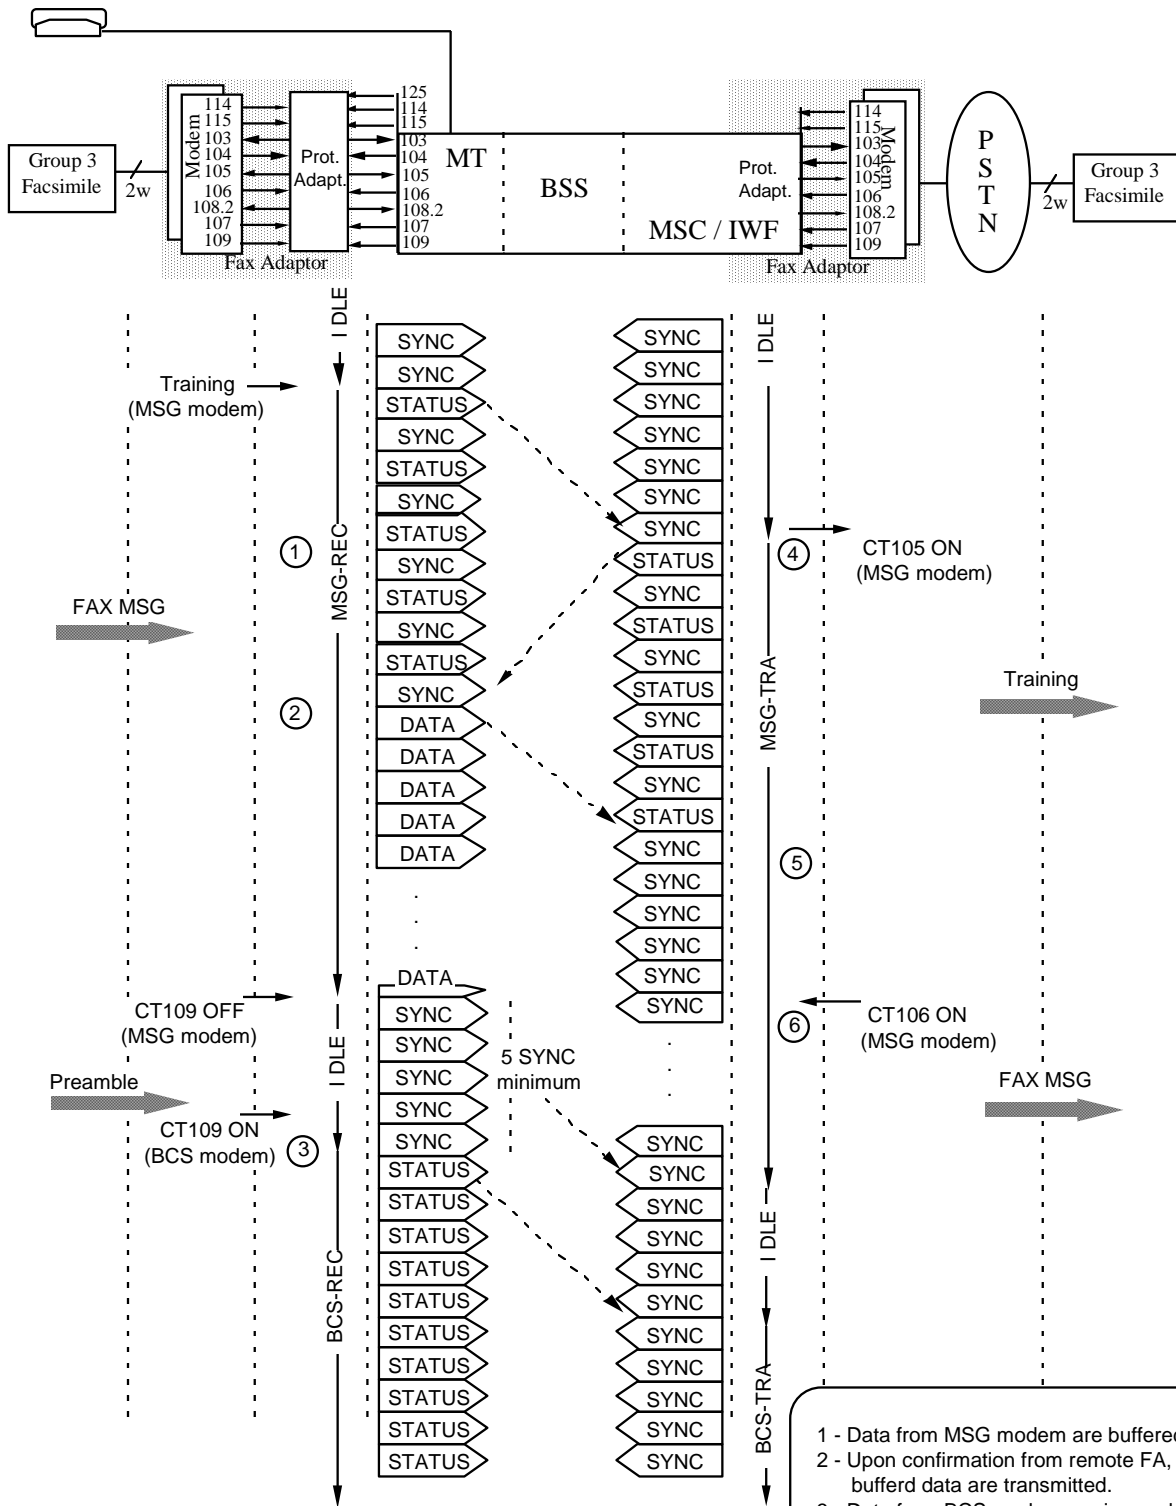 125
114
115
103
104
105
106
108.2
107
109
114
115
103
104
105
106
108.2
107
109
Modem
Prot.
Adapt.
Group 3
Facsimile
2w
Fax Adaptor
MT
BSS
MSC / IWF
Prot.
Adapt.
114
115
103
104
105
106
108.2
107
109
Modem
Fax Adaptor
P
S
T
N
2w
Group 3
Facsimile
I DLE
Training
(MSG modem)
MSG-REC
1
FAX MSG
2
CT109 OFF
(MSG modem)
I DLE
Preamble
CT109 ON
(BCS modem)
3
BCS-REC
SYNC
SYNC
STATUS
SYNC
STATUS
SYNC
STATUS
SYNC
STATUS
SYNC
STATUS
SYNC
DATA
DATA
DATA
DATA
DATA
.
.
.
DATA
SYNC
SYNC
SYNC
SYNC
SYNC
STATUS
STATUS
STATUS
STATUS
STATUS
STATUS
STATUS
STATUS
STATUS
STATUS
5 SYNC
minimum
SYNC
SYNC
SYNC
SYNC
SYNC
SYNC
SYNC
STATUS
SYNC
STATUS
SYNC
STATUS
SYNC
STATUS
SYNC
STATUS
SYNC
SYNC
SYNC
SYNC
SYNC
SYNC
.
.
.
SYNC
SYNC
SYNC
SYNC
SYNC
SYNC
SYNC
SYNC
SYNC
SYNC
SYNC
I DLE
4
CT105 ON
(MSG modem)
MSG-TRA
Training
5
6
CT106 ON
(MSG modem)
FAX MSG
I DLE
BCS-TRA
1 - Data from MSG modem are buffered
2 - Upon confirmation from remote FA,
bufferd data are transmitted.